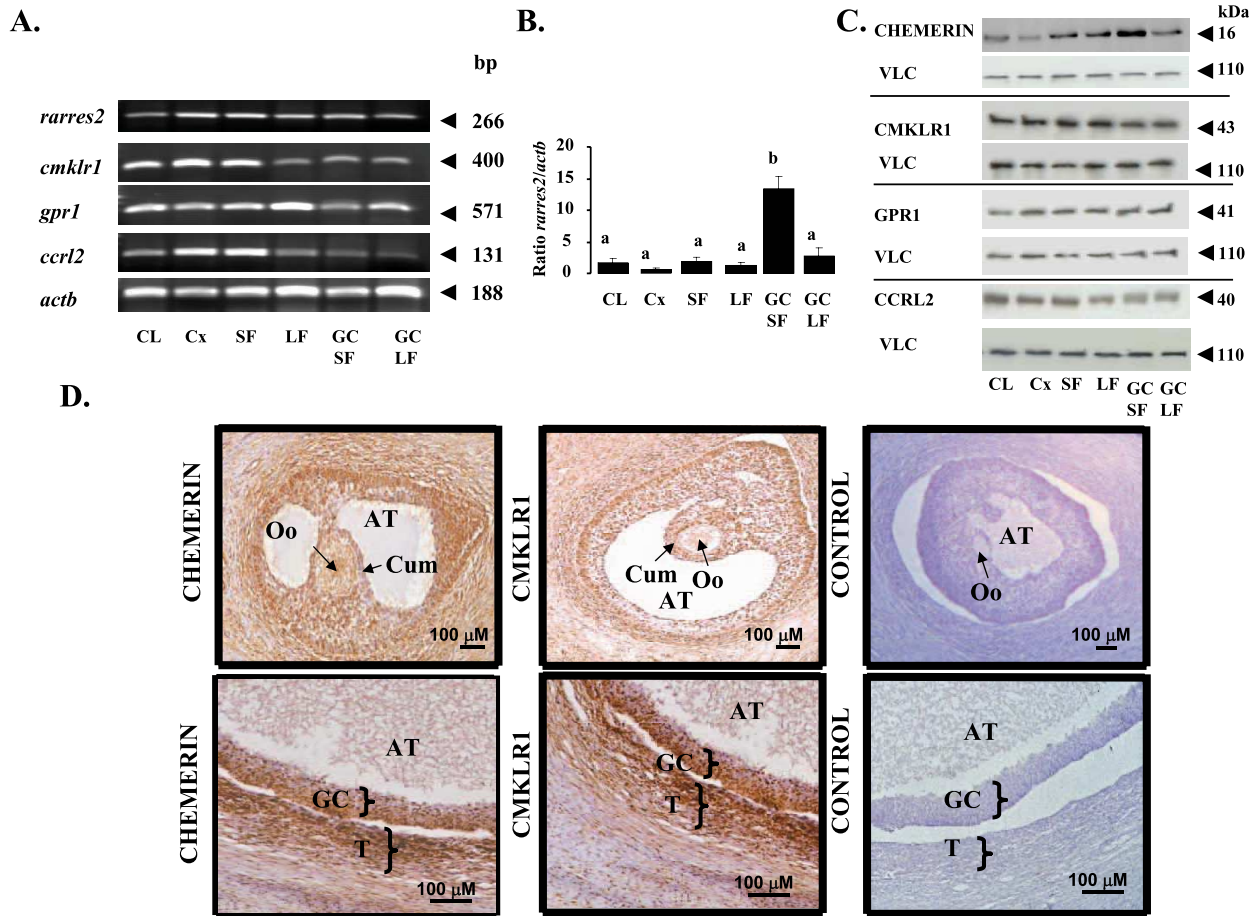 A.
bp
rarres2
266
cmklr1
400
gpr1
571
ccrl2
131
actb
188
CL Cx SF LF GC GC
SF LF
B.
Ratio rarres2/actb
20
15
10
5
0
a a a a b a
CL Cx SF LF GC GC
SF LF
C.
kDa
CHEMERIN 16
VLC 110
CMKLR1 43
VLC 110
GPR1 41
VLC 110
CCRL2 40
VLC 110
CL Cx SF LF GC GC
SF LF
D.
CHEMERIN
Oo
AT
Cum
100 µM
CMKLR1
Cum
Oo
AT
100 µM
CONTROL
AT
Oo
100 µM
CHEMERIN
AT
GC
T
100 µM
CMKLR1
AT
GC
T
100 µM
CONTROL
AT
GC
T
100 µM